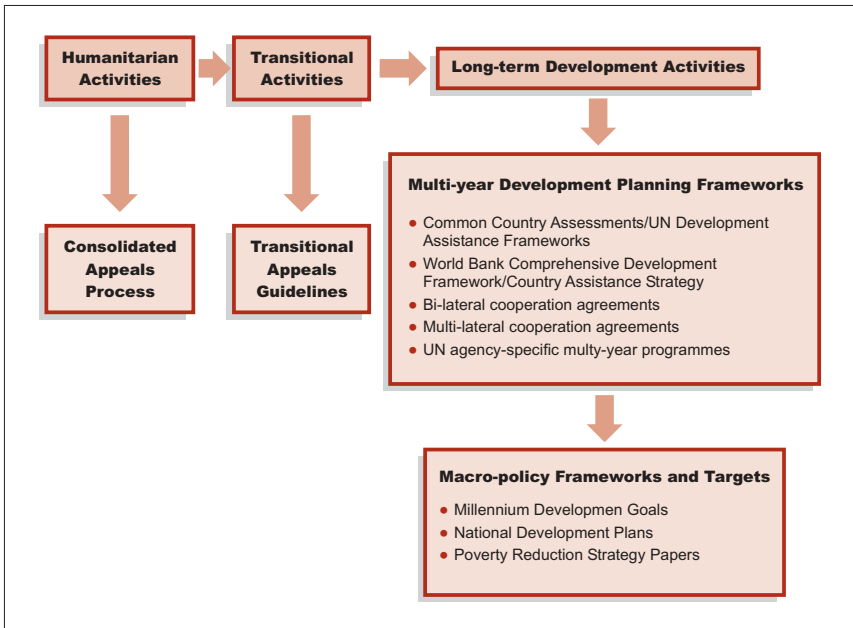 Humanitarian
Activities
Transitional
Activities
Long-term Development Activities
Consolidated
Appeals
Process
Transitional
Appeals
Guidelines
Multi-year Development Planning Frameworks
• Common Country Assessments/UN Development
Assistance Frameworks
• World Bank Comprehensive Development
Framework/Country Assistance Strategy
• Bi-lateral cooperation agreements
• Multi-lateral cooperation agreements
• UN agency-specific multy-year programmes
Macro-policy Frameworks and Targets
• Millennium Developmen Goals
• National Development Plans
• Poverty Reduction Strategy Papers